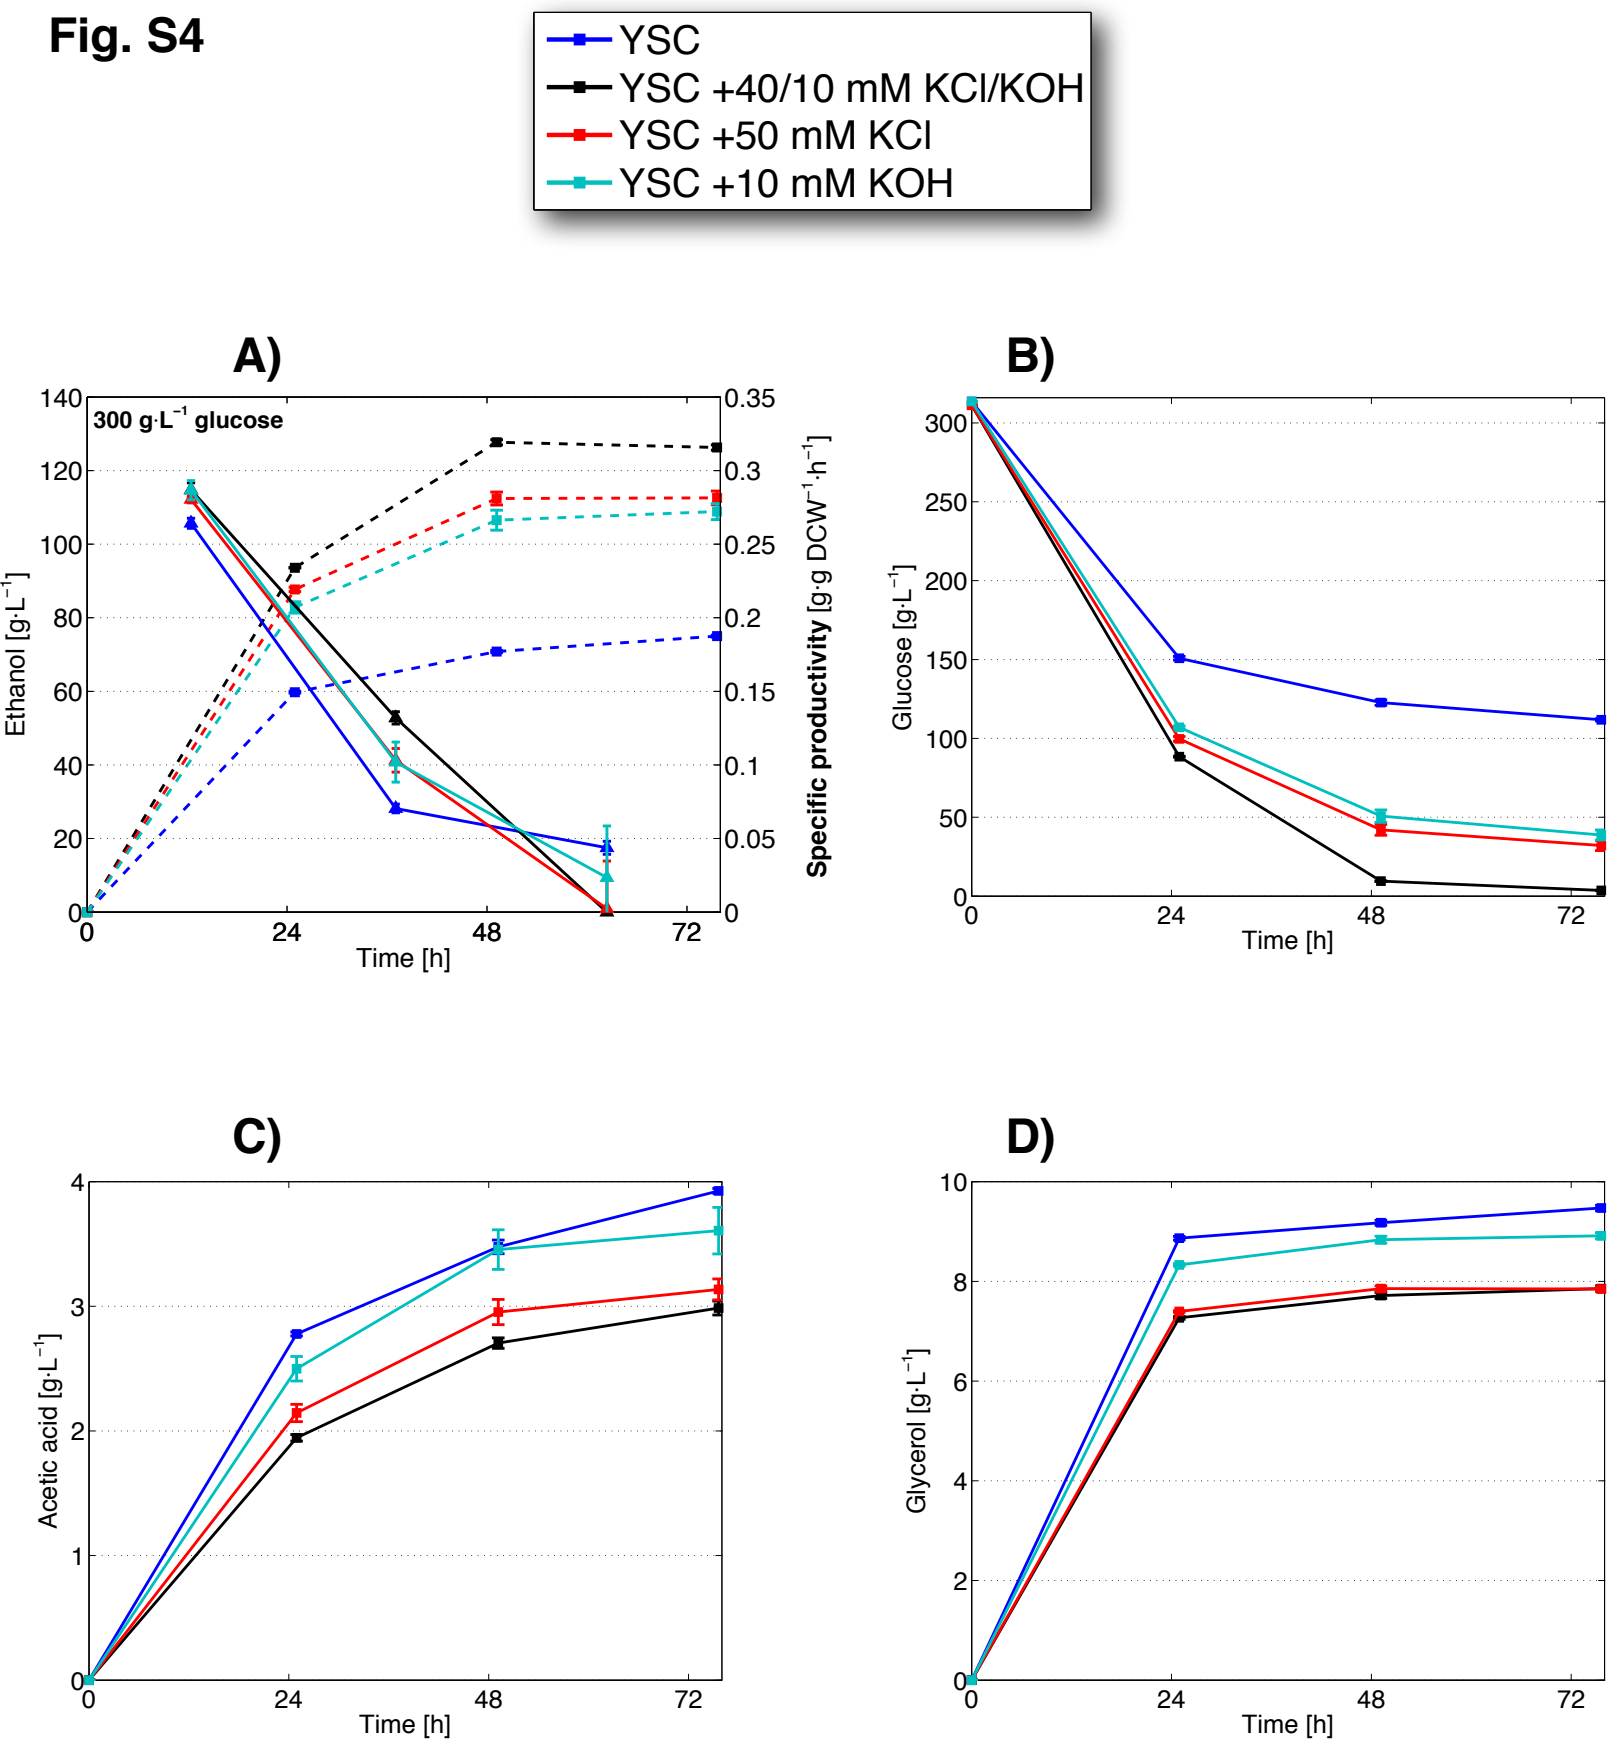 Fig. S4
YSC
YSC +40/10 mM KCl/KOH
YSC +50 mM KCl
YSC +10 mM KOH
A)
300 g·L⁻¹ glucose
140
120
100
80
60
40
20
0
0.35
0.3
0.25
0.2
0.15
0.1
0.05
0
0 24 48 72
Time [h]
Ethanol [g·L⁻¹]
Specific productivity [g·g DCW⁻¹·h⁻¹]
B)
300
250
200
150
100
50
0
0 24 48 72
Time [h]
Glucose [g·L⁻¹]
C)
4
3
2
1
0
0 24 48 72
Time [h]
Acetic acid [g·L⁻¹]
D)
10
8
6
4
2
0
0 24 48 72
Time [h]
Glycerol [g·L⁻¹]